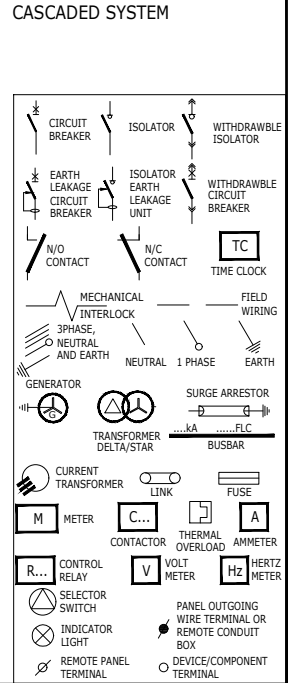 CASCADED SYSTEM
CIRCUIT
BREAKER
ISOLATOR
WITHDRAWBLE
ISOLATOR
EARTH
LEAKAGE
CIRCUIT
BREAKER
ISOLATOR
EARTH
LEAKAGE
UNIT
WITHDRAWBLE
CIRCUIT
BREAKER
N/O
CONTACT
N/C
CONTACT
TC
TIME CLOCK
MECHANICAL
INTERLOCK
FIELD
WIRING
3PHASE,
NEUTRAL
AND EARTH
NEUTRAL
1 PHASE
EARTH
GENERATOR
G
TRANSFORMER
DELTA/STAR
SURGE ARRESTOR
....kA ......FLC
BUSBAR
CURRENT
TRANSFORMER
LINK
FUSE
M
METER
C...
CONTACTOR
THERMAL
OVERLOAD
A
AMMETER
R...
CONTROL
RELAY
V
VOLT
METER
Hz
HERTZ
METER
SELECTOR
SWITCH
INDICATOR
LIGHT
PANEL OUTGOING
WIRE TERMINAL OR
REMOTE CONDUIT
BOX
REMOTE PANEL
TERMINAL
DEVICE/COMPONENT
TERMINAL